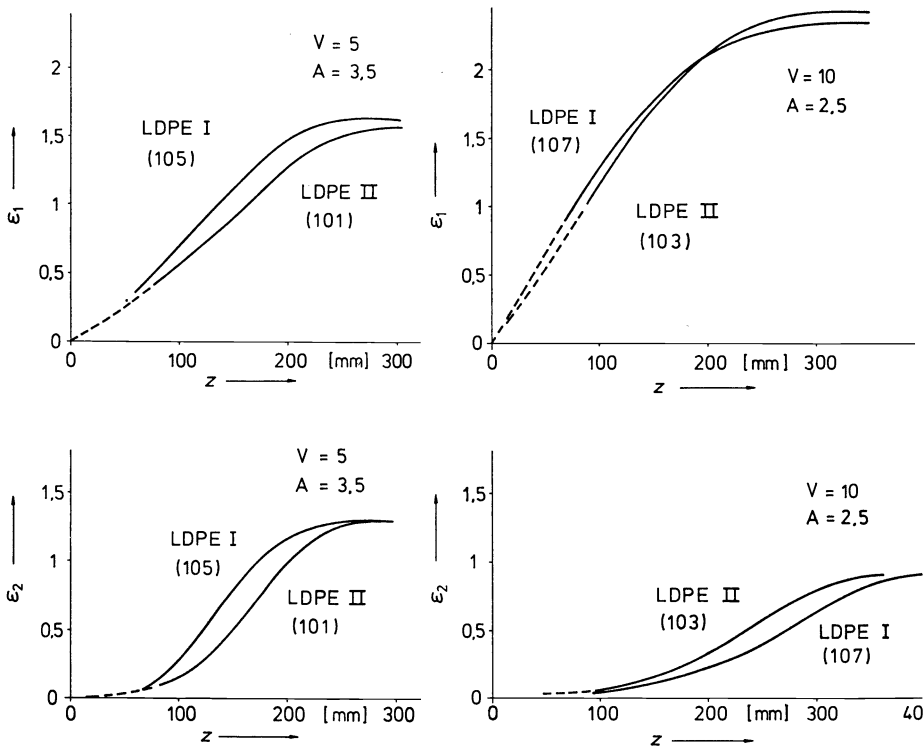 V = 5
A = 3,5
2
1,5
1
0,5
0
ε1
LDPE I
(105)
LDPE II
(101)
0 100 200 [mm] 300
z
V = 10
A = 2,5
2
1,5
1
0,5
0
ε1
LDPE I
(107)
LDPE II
(103)
0 100 200 [mm] 300
z
V = 5
A = 3,5
1,5
1
0,5
0
ε2
LDPE I
(105)
LDPE II
(101)
0 100 200 [mm] 300
z
V = 10
A = 2,5
1,5
1
0,5
0
ε2
LDPE II
(103)
LDPE I
(107)
0 100 200 [mm] 300 40
z